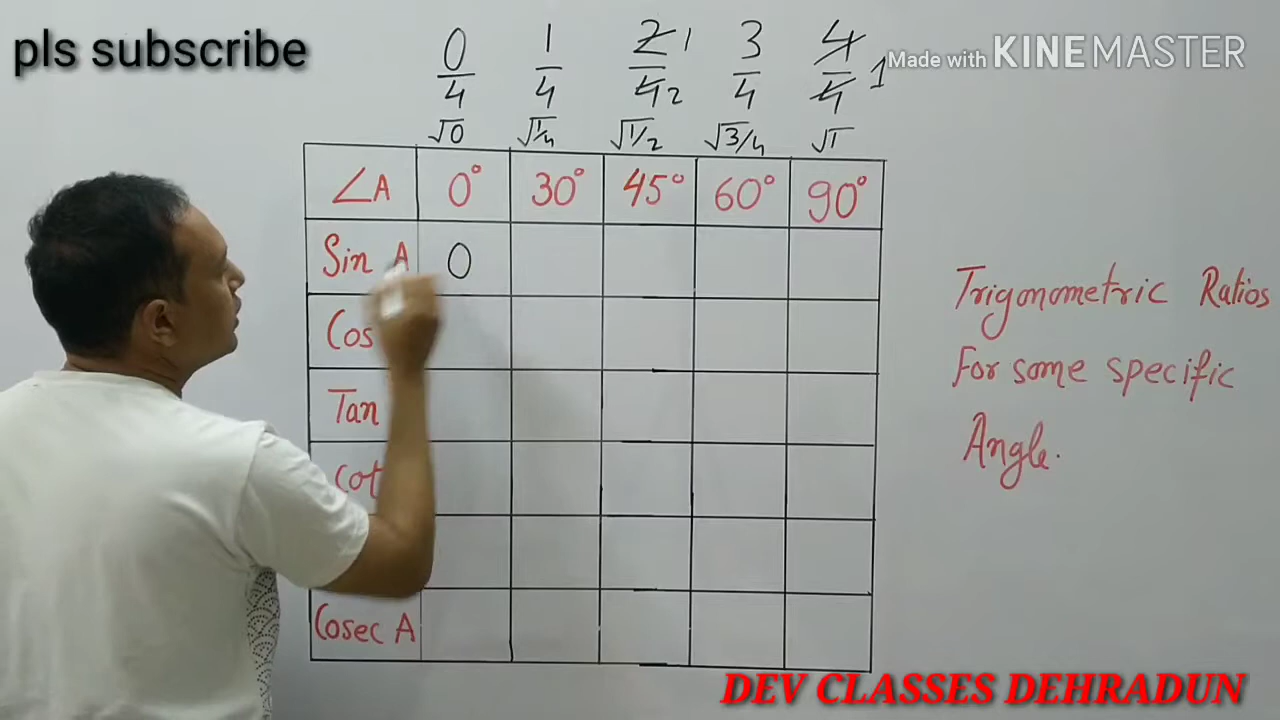 pls subscribe
Made with KINEMASTER
0 1 2 1 3 4
4 4 4 2 4 4 1
√0 √1/4 √1/2 √3/4 √1
∠A 0° 30° 45° 60° 90°
Sin A 0
Cos
Tan
Cot
Cosec A
Trigonometric Ratios
For some specific
Angle.
DEV CLASSES DEHRADUN